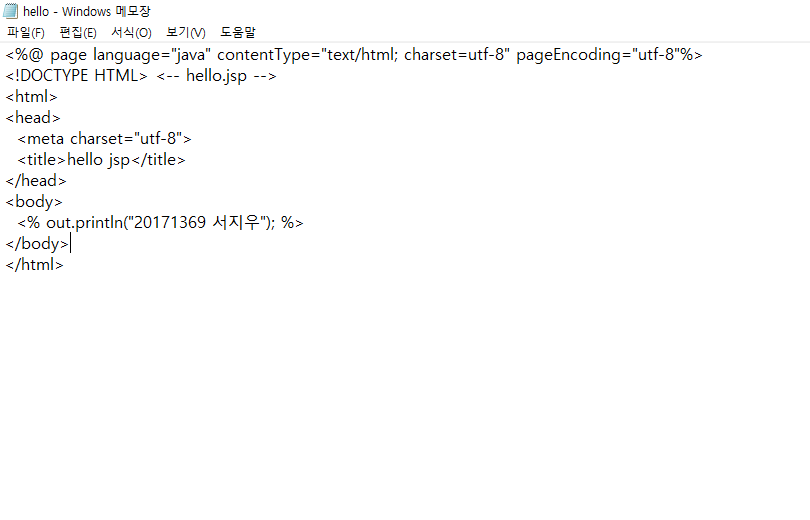 hello - Windows 메모장
파일(F) 편집(E) 서식(O) 보기(V) 도움말
<%@ page language="java" contentType="text/html; charset=utf-8" pageEncoding="utf-8"%>
<!DOCTYPE HTML> <-- hello.jsp -->
<html>
<head>
<meta charset="utf-8">
<title>hello jsp</title>
</head>
<body>
<% out.println("20171369 서지우"); %>
</body>
</html>